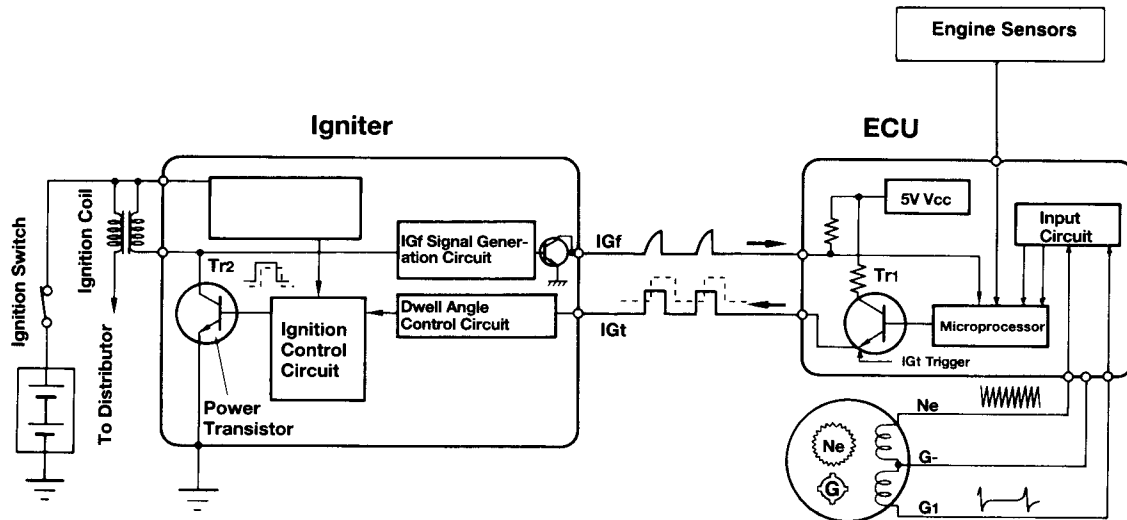 Engine Sensors
Igniter
ECU
Ignition Switch
Ignition Coil
To Distributor
IGf Signal Gener-
ation Circuit
IGf
5V Vcc
Input
Circuit
Tr2
Tr1
Dwell Angle
Control Circuit
IGt
Ignition
Control
Circuit
Microprocessor
IGt Trigger
Power
Transistor
Ne
Ne
G-
G
G1